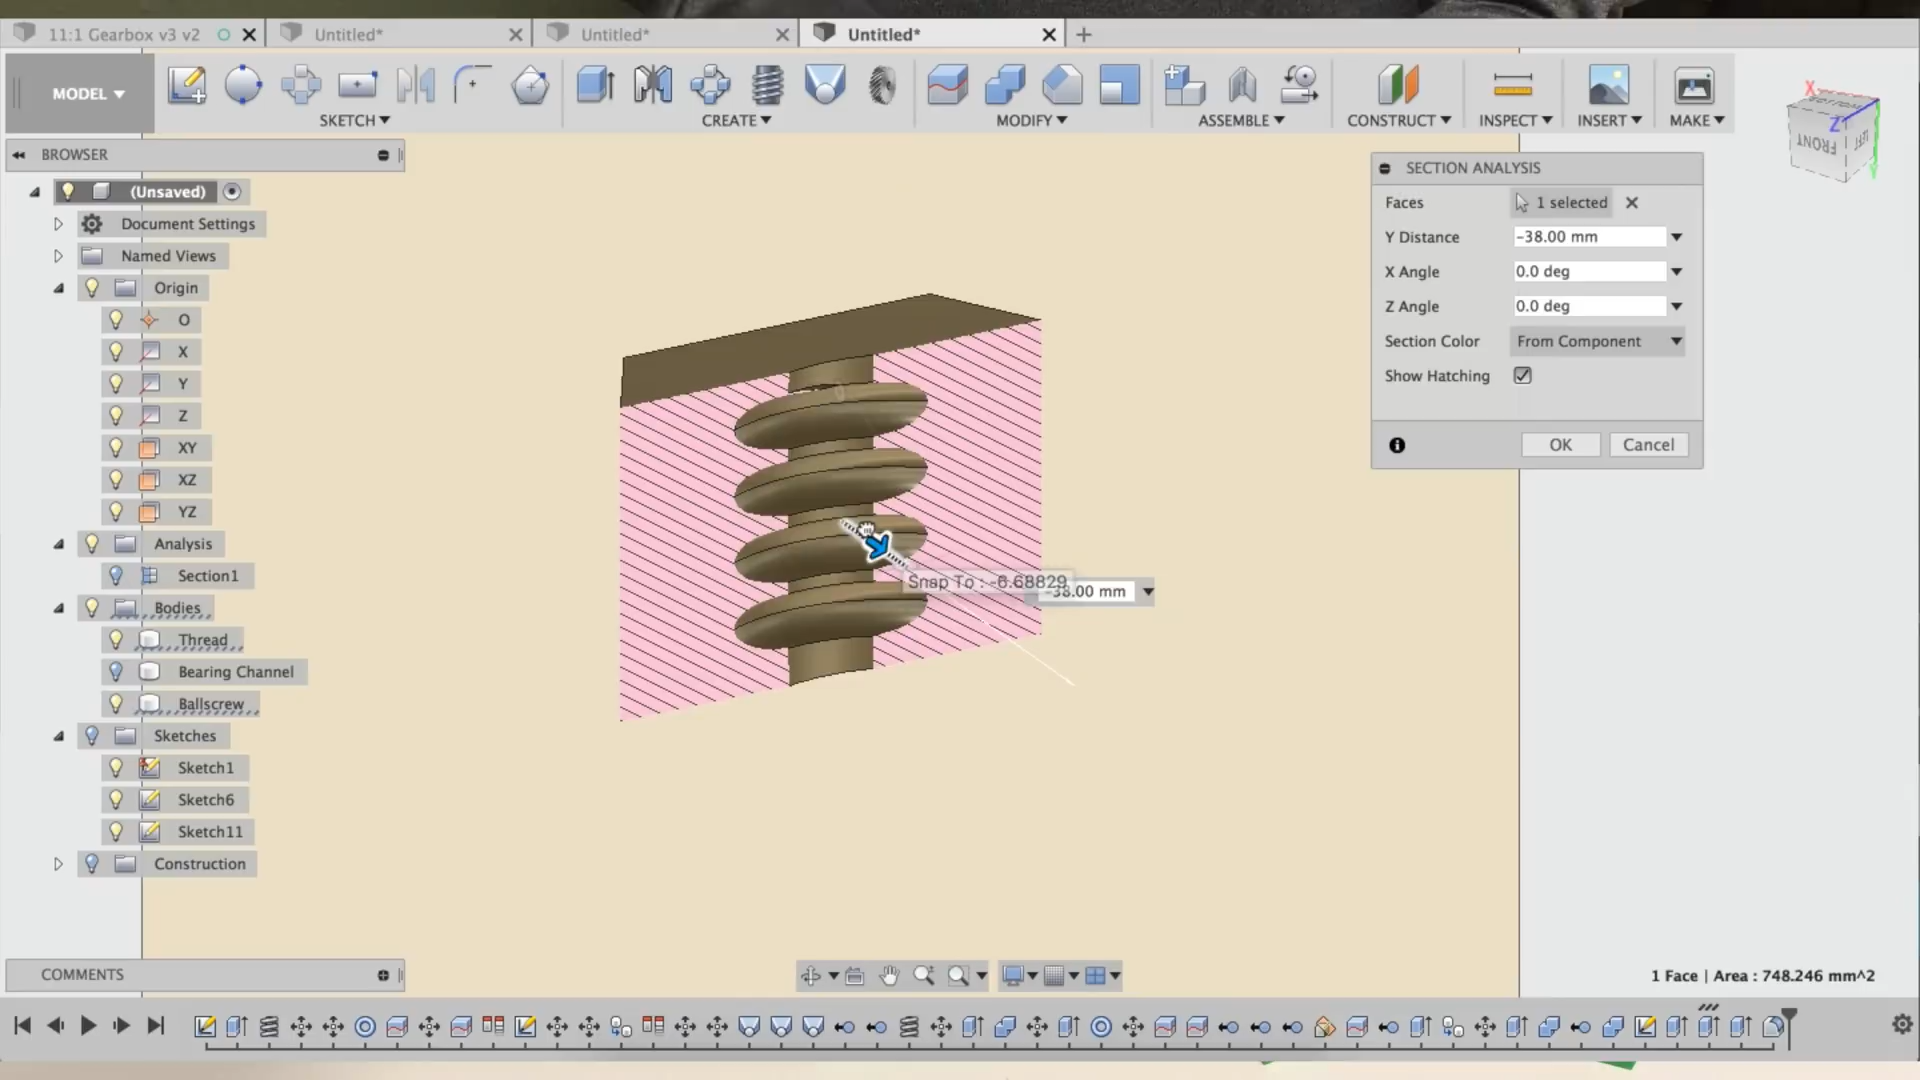 11:1 Gearbox v3 v2
Untitled*
Untitled*
Untitled*
MODEL
SKETCH
CREATE
MODIFY
ASSEMBLE
CONSTRUCT
INSPECT
INSERT
MAKE
X
Z
BOTTOM
FRONT
LEFT
BROWSER
(Unsaved)
Document Settings
Named Views
Origin
O
X
Y
Z
XY
XZ
YZ
Analysis
Section1
Bodies
Thread
Bearing Channel
Ballscrew
Sketches
Sketch1
Sketch6
Sketch11
Construction
SECTION ANALYSIS
Faces 1 selected
Y Distance -38.00 mm
X Angle 0.0 deg
Z Angle 0.0 deg
Section Color From Component
Show Hatching
OK Cancel
Snap To : -6.68829
-38.00 mm
COMMENTS
1 Face | Area : 748.246 mm^2